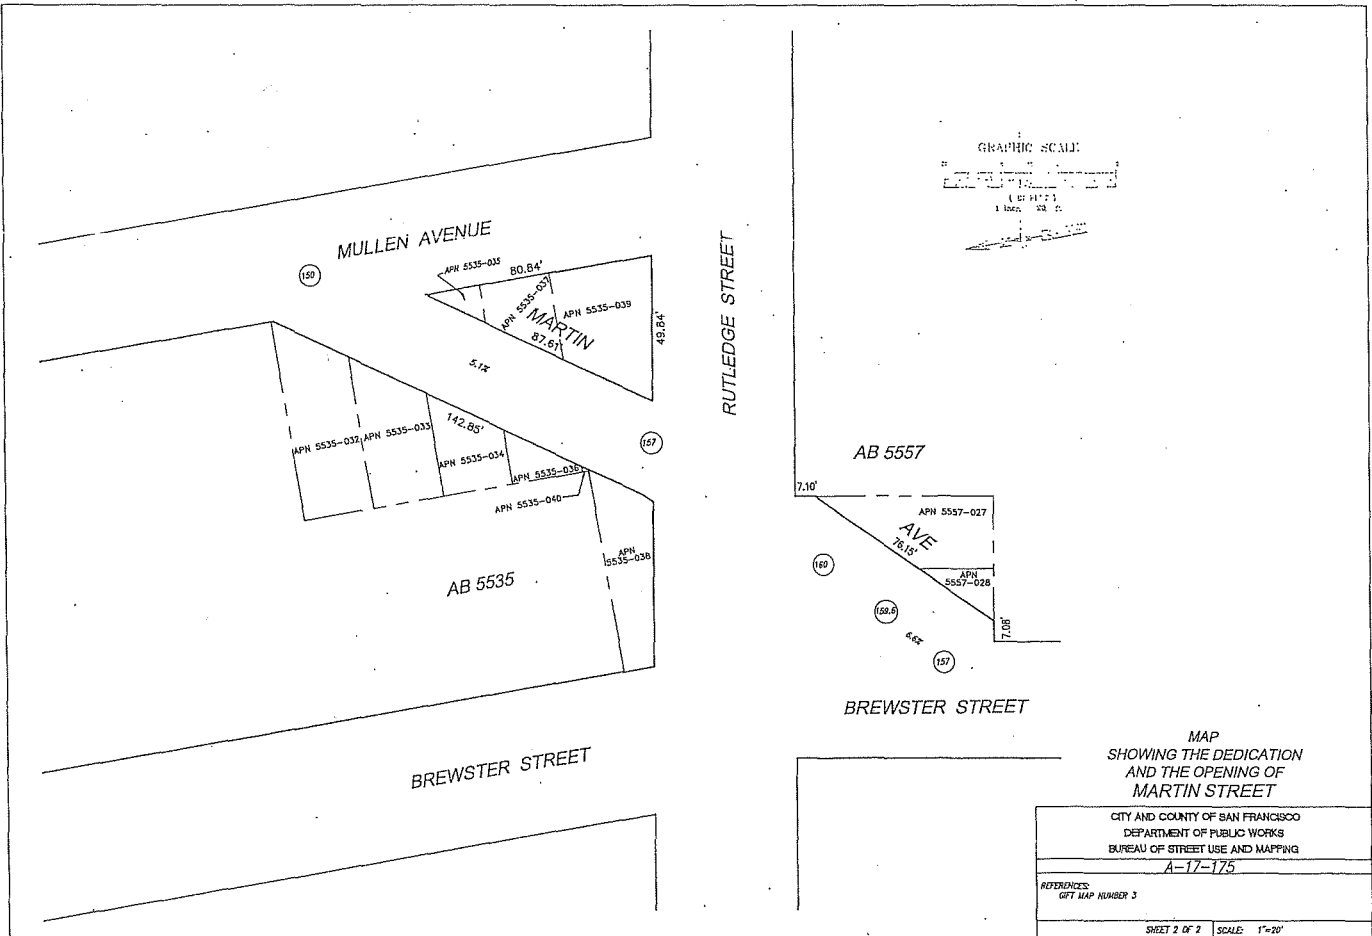 GRAPHIC SCALE
MULLEN AVENUE
150
APN 5535-035
80.84'
APN 5535-037
APN 5535-039
MARTIN
87.61'
49.84'
RUTLEDGE STREET
5.1%
APN 5535-032
APN 5535-033
142.85'
APN 5535-034
APN 5535-036
APN 5535-040
157
APN
5535-038
AB 5535
AB 5557
7.10'
APN 5557-027
AVE
76.15'
160
APN
5557-028
159.6
6.6%
7.08'
157
BREWSTER STREET
BREWSTER STREET
MAP
SHOWING THE DEDICATION
AND THE OPENING OF
MARTIN STREET
CITY AND COUNTY OF SAN FRANCISCO
DEPARTMENT OF PUBLIC WORKS
BUREAU OF STREET USE AND MAPPING
A-17-175
REFERENCES:
GIFT MAP NUMBER 3
SHEET 2 OF 2 SCALE: 1"=20'